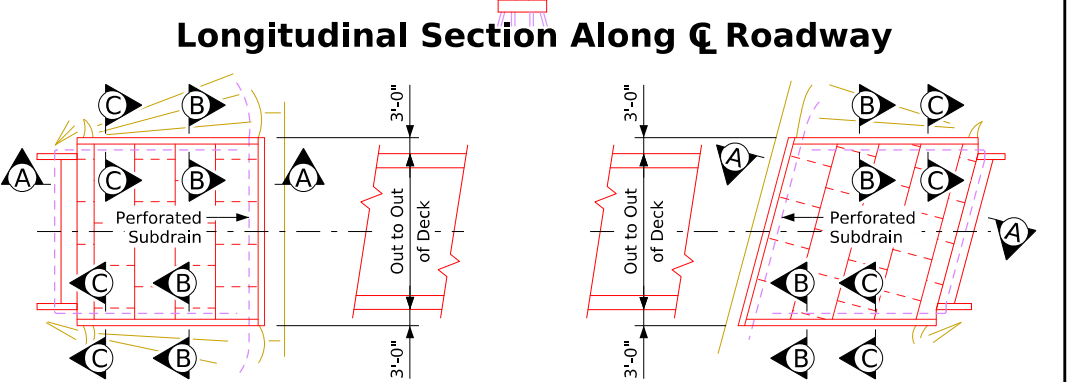 Longitudinal Section Along ℄ Roadway
C
B
3'-0"
3'-0"
B
C
A
C
B
A
A
B
C
Perforated
Subdrain
Out to Out
of Deck
Out to Out
of Deck
Perforated
Subdrain
A
C
B
B
C
C
B
3'-0"
3'-0"
B
C